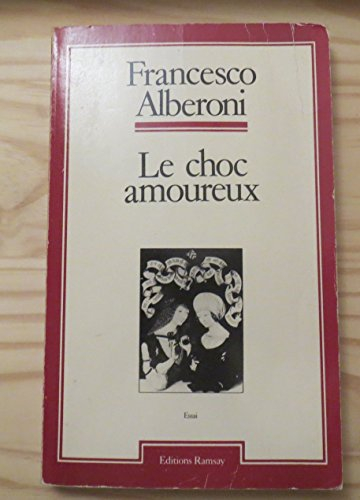 Francesco
Alberoni
Le choc
amoureux
Essai
Editions Ramsay